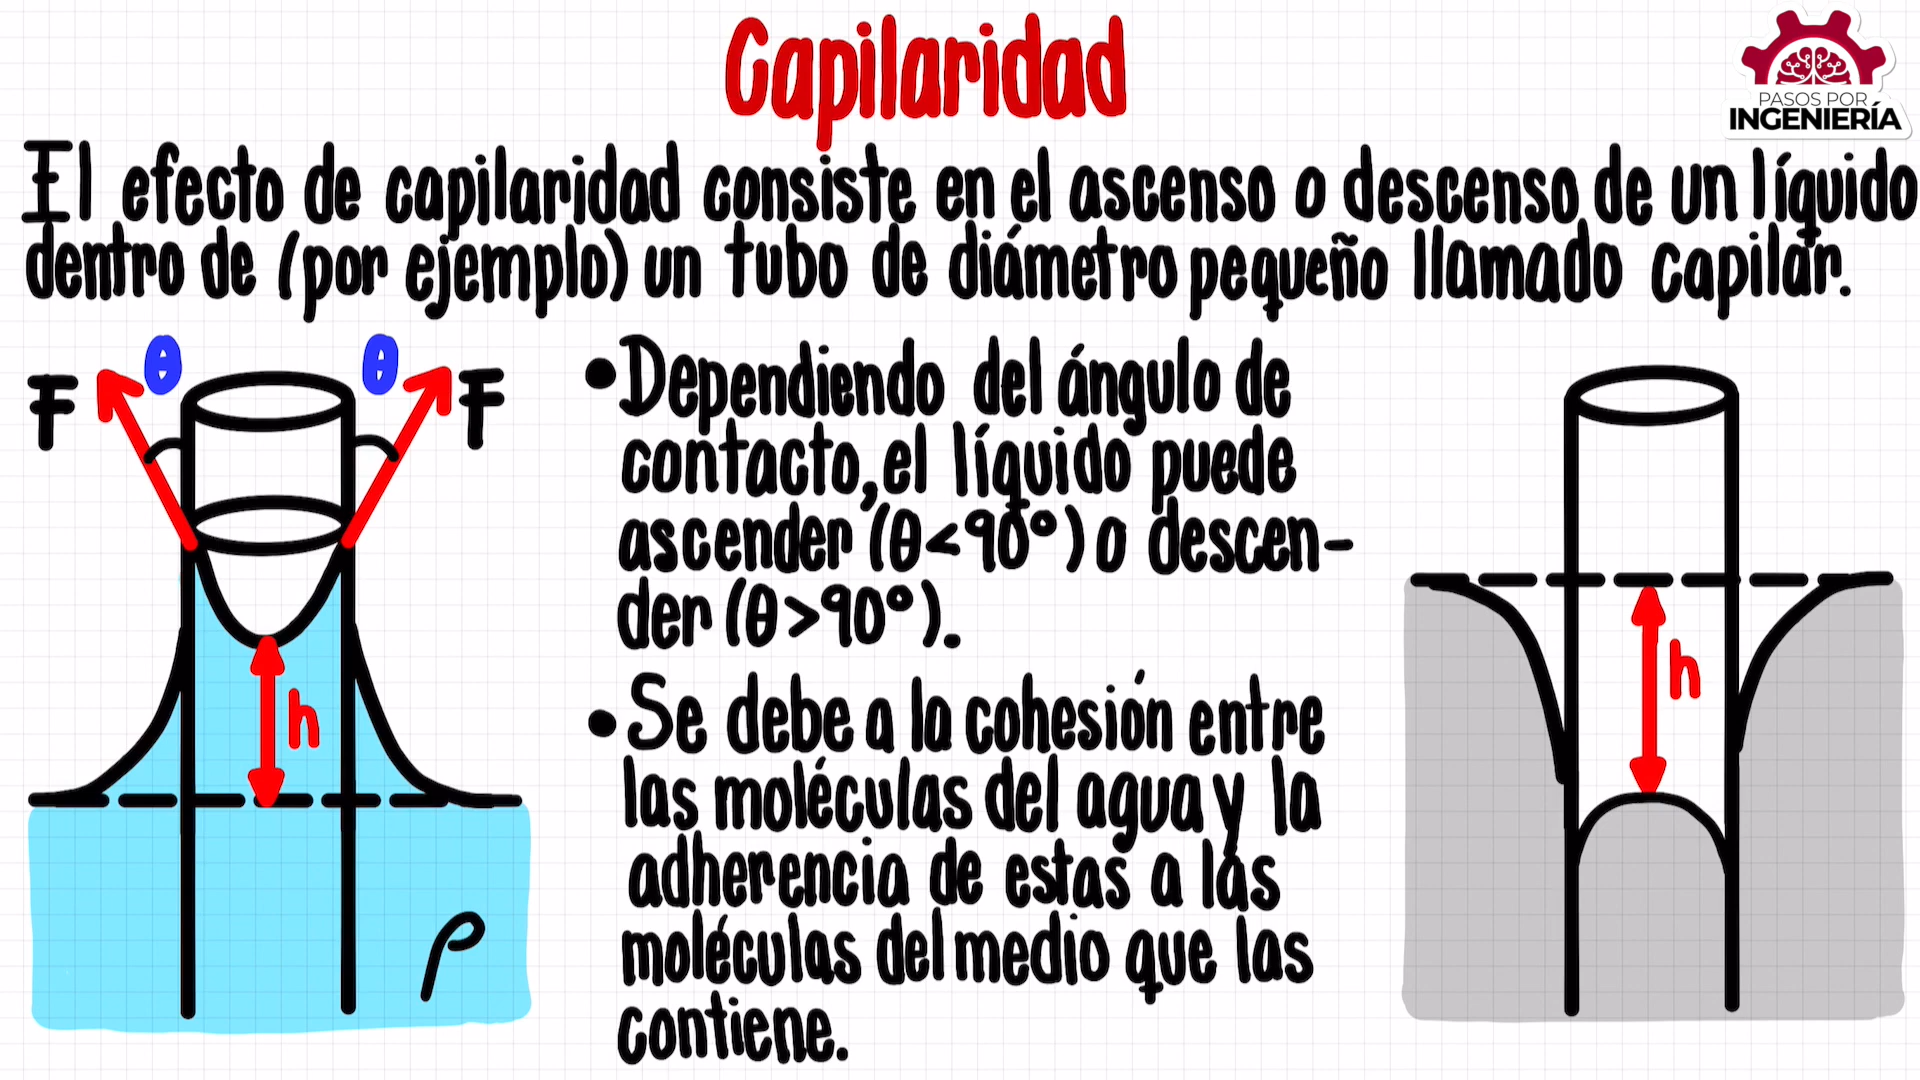 Capilaridad
PASOS POR
INGENIERÍA
El efecto de capilaridad consiste en el ascenso o descenso de un líquido
dentro de (por ejemplo) un tubo de diámetro pequeño llamado capilar.
θ θ
F F
• Dependiendo del ángulo de
contacto, el líquido puede
ascender (θ<90°) o descen-
der (θ>90°).
h
h
• Se debe a la cohesión entre
las moléculas del agua y la
adherencia de estas a las
moléculas del medio que las
contiene.
ρ